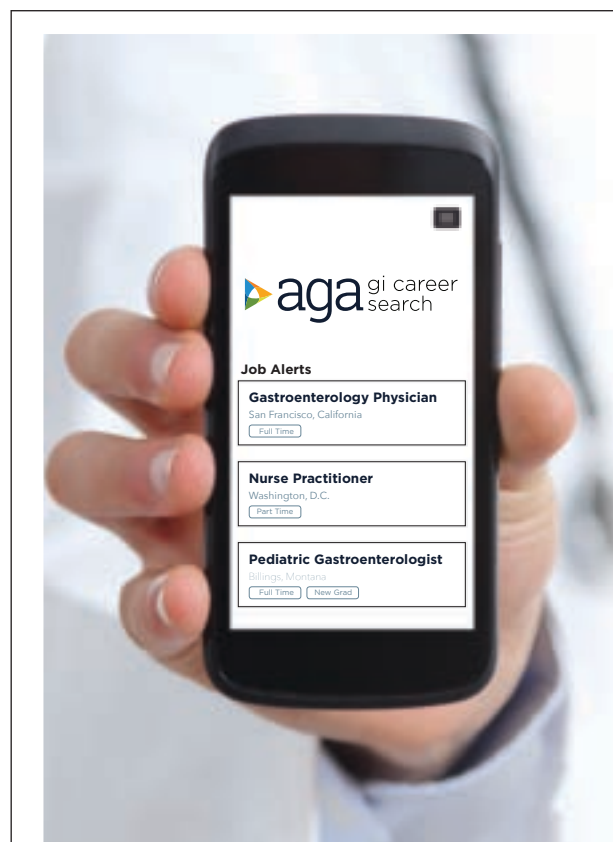 aga gi career
search
Job Alerts
Gastroenterology Physician
San Francisco, California
Full Time
Nurse Practitioner
Washington, D.C.
Part Time
Pediatric Gastroenterologist
Billings, Montana
Full Time New Grad